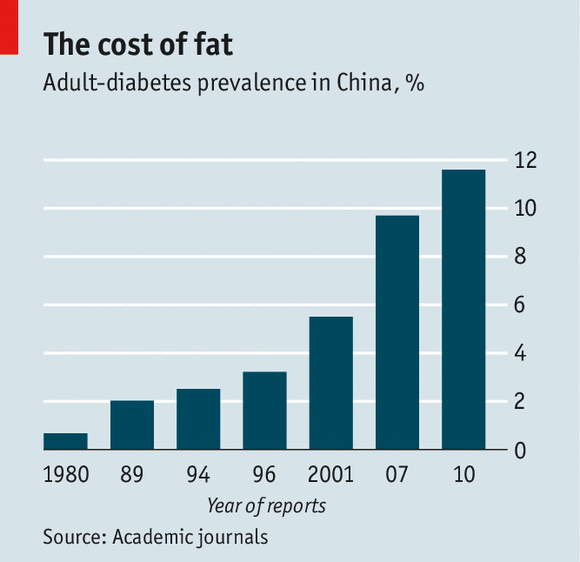 The cost of fat
Adult-diabetes prevalence in China, %
12
10
8
6
4
2
0
1980 89 94 96 2001 07 10
Year of reports
Source: Academic journals